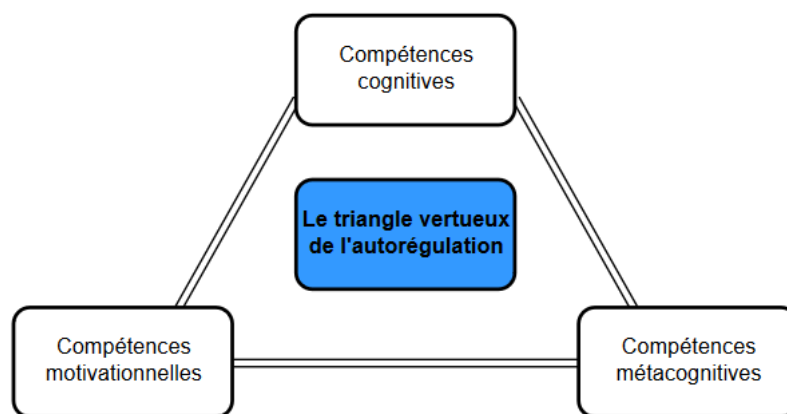 Compétences
cognitives
Le triangle vertueux
de l'autorégulation
Compétences
motivationnelles
Compétences
métacognitives